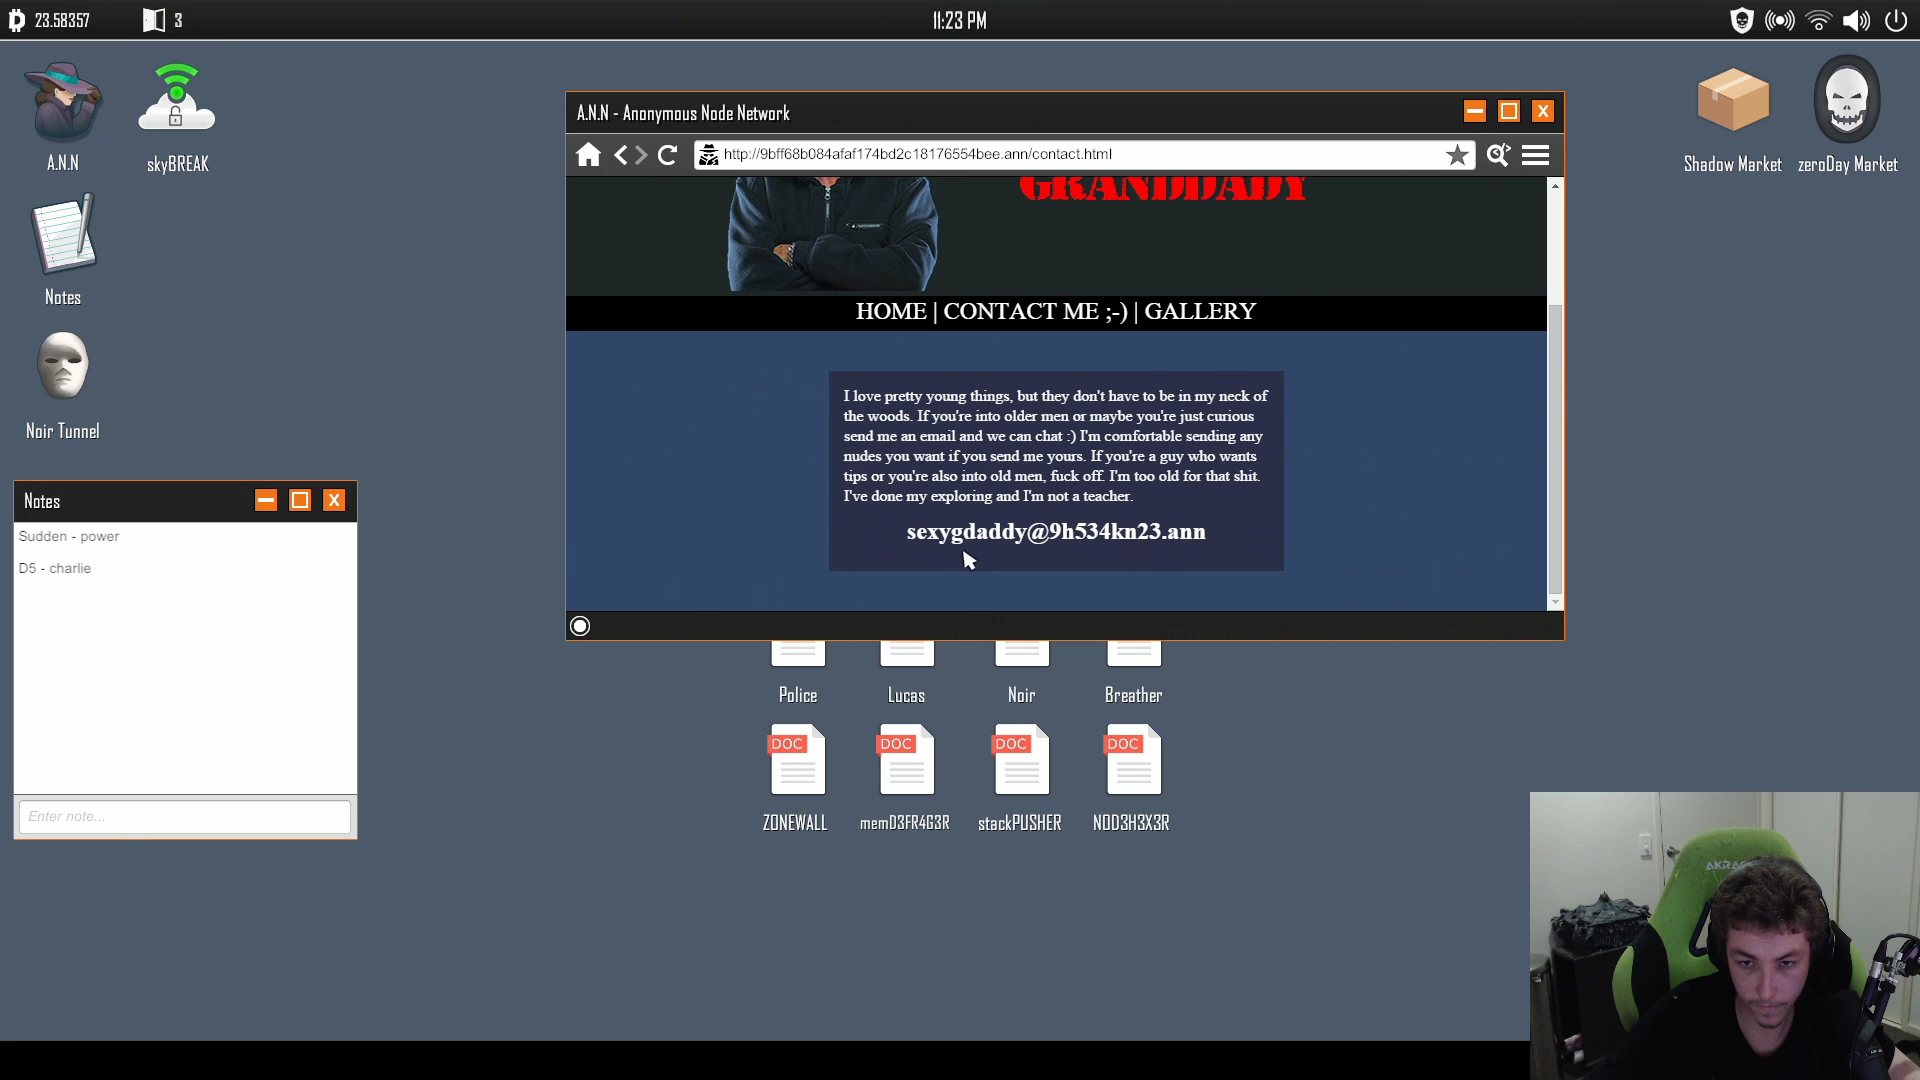 23.58357
3
11:23 PM
A.N.N
skyBREAK
Notes
Noir Tunnel
Shadow Market
zeroDay Market
A.N.N - Anonymous Node Network
X
http://9bff68b084afaf174bd2c18176554bee.ann/contact.html
GRANDDADY
HOME | CONTACT ME ;-) | GALLERY
I love pretty young things, but they don't have to be in my neck of
the woods. If you're into older men or maybe you're just curious
send me an email and we can chat :) I'm comfortable sending any
nudes you want if you send me yours. If you're a guy who wants
tips or you're also into old men, fuck off. I'm too old for that shit.
I've done my exploring and I'm not a teacher.
sexygdaddy@9h534kn23.ann
Notes
X
Sudden - power
D5 - charlie
Enter note...
Police
Lucas
Noir
Breather
DOC
DOC
DOC
DOC
ZONEWALL
memD3FR4G3R
stackPUSHER
N0D3H3X3R